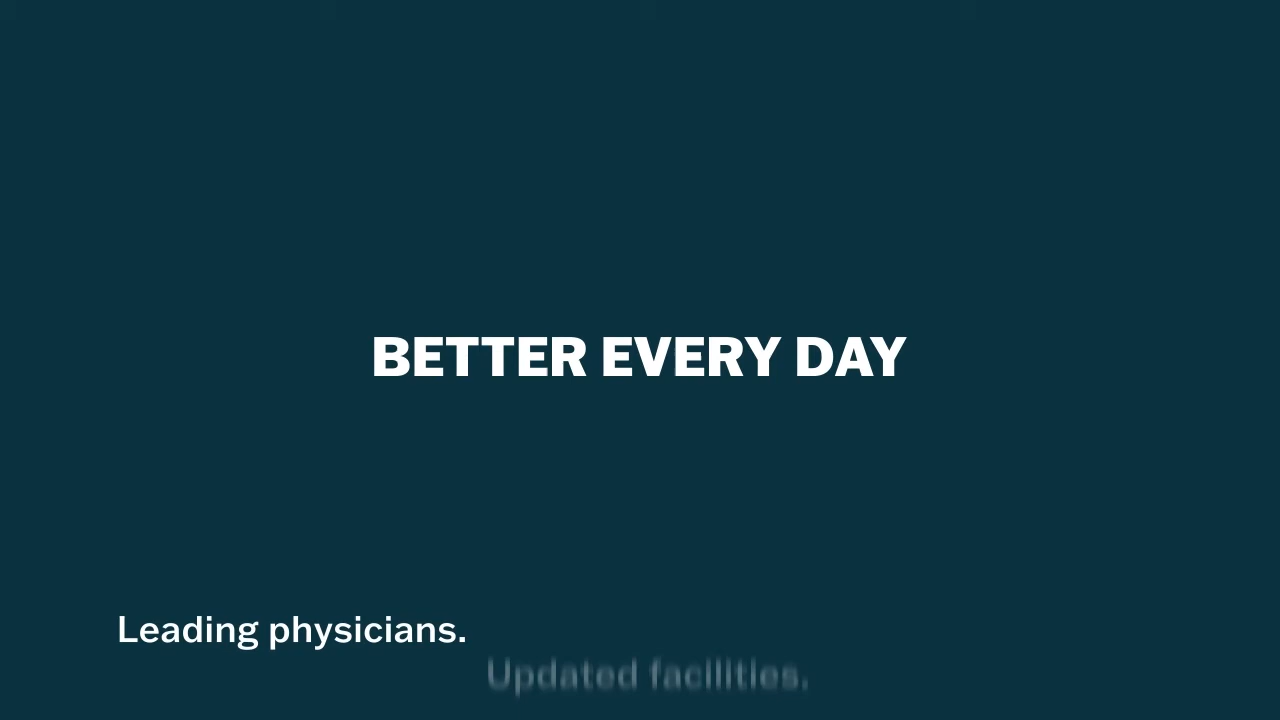 BETTER EVERY DAY
Leading physicians.
Updated facilities.